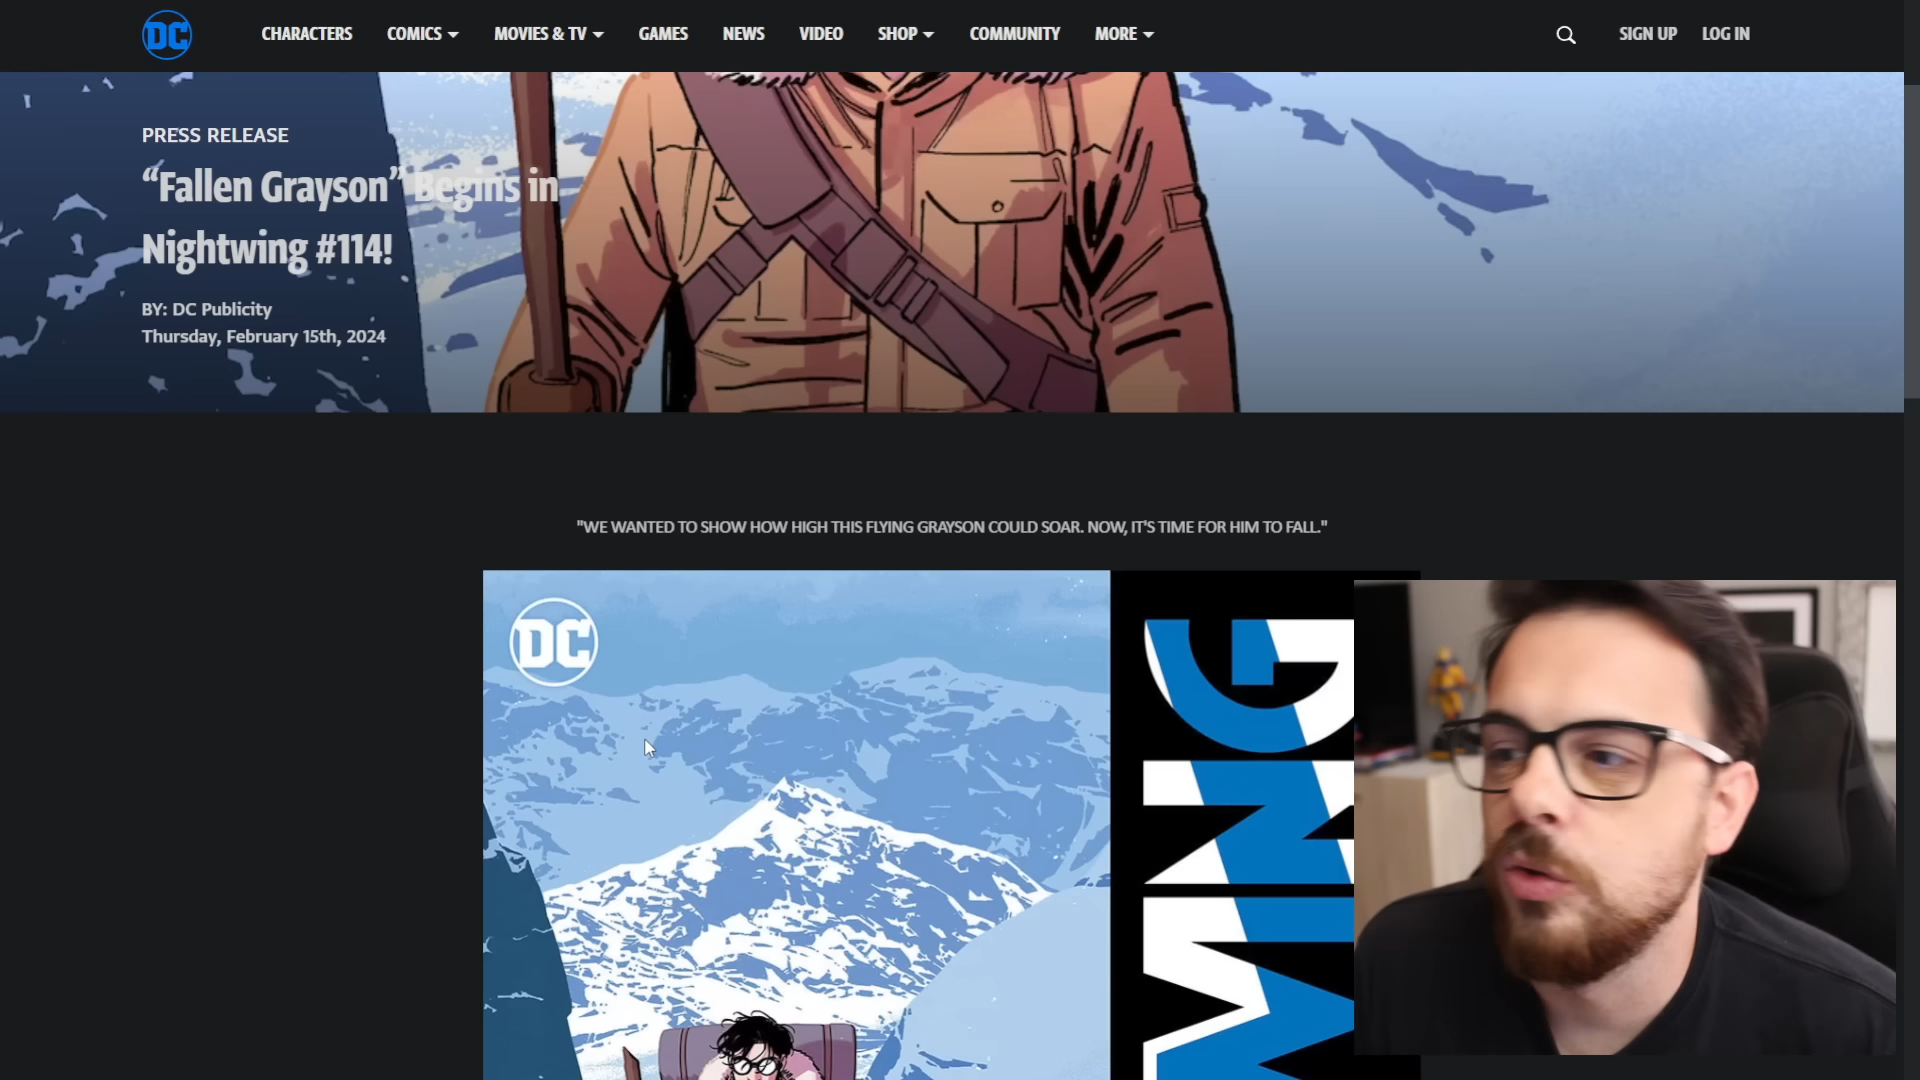 DC
CHARACTERS
COMICS
MOVIES & TV
GAMES
NEWS
VIDEO
SHOP
COMMUNITY
MORE
SIGN UP
LOG IN
PRESS RELEASE
“Fallen Grayson” Begins in
Nightwing #114!
BY: DC Publicity
Thursday, February 15th, 2024
"WE WANTED TO SHOW HOW HIGH THIS FLYING GRAYSON COULD SOAR. NOW, IT'S TIME FOR HIM TO FALL."
DC